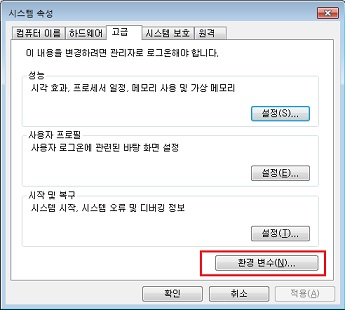 시스템 속성
컴퓨터 이름 하드웨어 고급 시스템 보호 원격
이 내용을 변경하려면 관리자로 로그온해야 합니다.
성능
시각 효과, 프로세서 일정, 메모리 사용 및 가상 메모리
설정(S)...
사용자 프로필
사용자 로그온에 관련된 바탕 화면 설정
설정(E)...
시작 및 복구
시스템 시작, 시스템 오류 및 디버깅 정보
설정(T)...
환경 변수(N)...
확인 취소 적용(A)